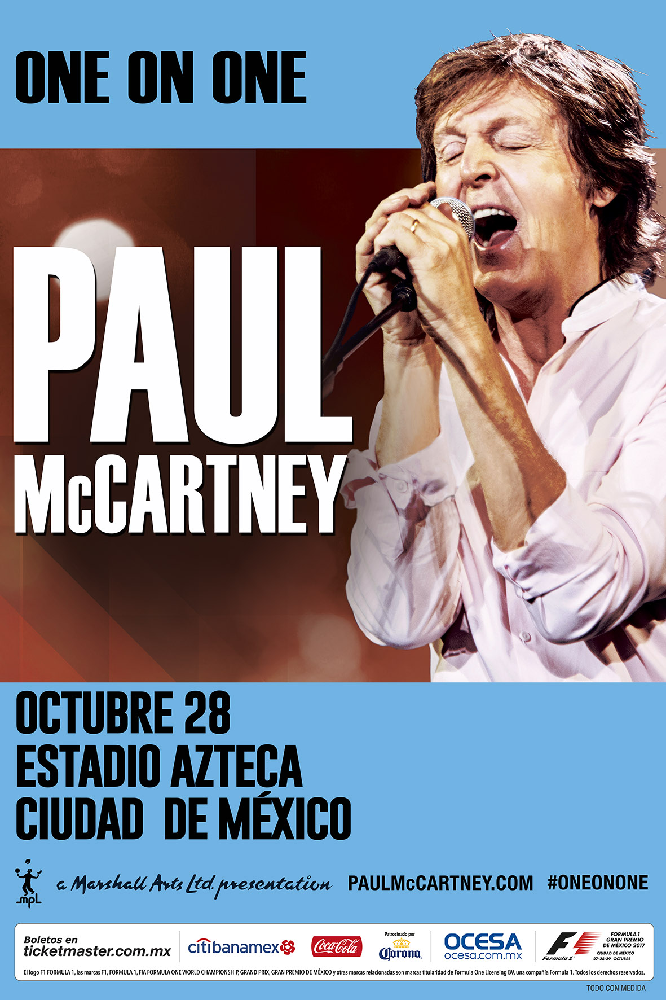 ONE ON ONE
PAUL
McCARTNEY
OCTUBRE 28
ESTADIO AZTECA
CIUDAD DE MÉXICO
mpL
a Marshall Arts Ltd. presentation
PAULMcCARTNEY.COM
#ONEONONE
Boletos en
ticketmaster.com.mx
citibanamex
Coca-Cola
Patrocinado por
Corona
OCESA
ocesa.com.mx
F1
Formula 1
FORMULA 1
GRAN PREMIO
DE MÉXICO 2017
CIUDAD DE MÉXICO
27-28-29 OCTUBRE
El logo F1 FORMULA 1, las marcas F1, FORMULA 1, FIA FORMULA ONE WORLD CHAMPIONSHIP, GRAND PRIX, GRAN PREMIO DE MÉXICO y otras marcas relacionadas son marcas titularidad de Formula One Licensing BV, una compañía Formula 1. Todos los derechos reservados.
TODO CON MEDIDA